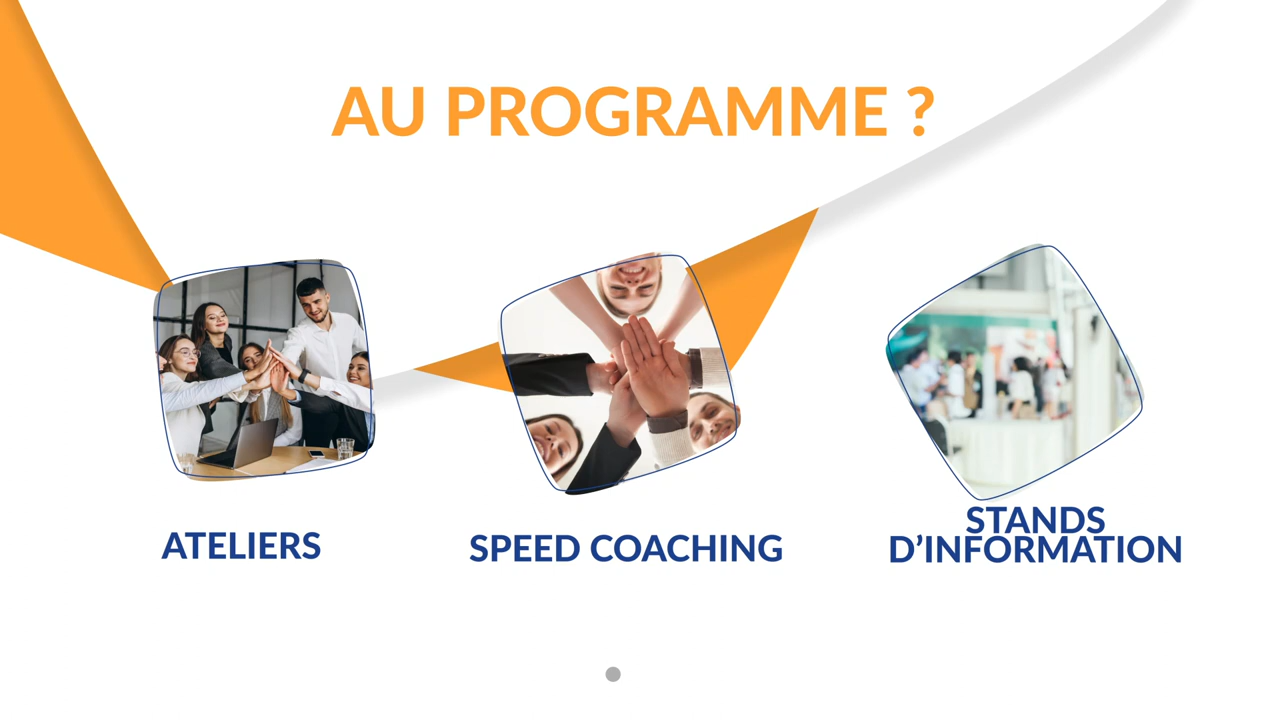 AU PROGRAMME ?
ATELIERS
SPEED COACHING
STANDS
D’INFORMATION